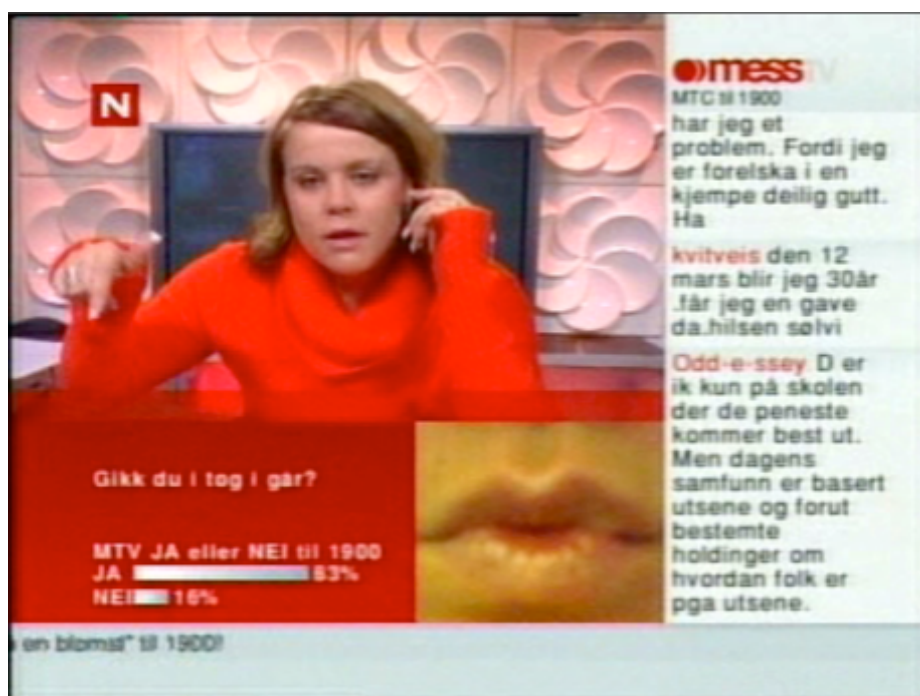 N
mess TV
MTC til 1900
har jeg et
problem. Fordi jeg
er forelska i en
kjempe deilig gutt.
Ha
kvitveis den 12
mars blir jeg 30år
.får jeg en gave
da.hilsen sølvi
Odd-e-ssey D er
ik kun på skolen
der de peneste
kommer best ut.
Men dagens
samfunn er basert
utsene og forut
bestemte
holdinger om
hvordan folk er
pga utsene.
Gikk du i tog i går?
MTV JA eller NEI til 1900
JA 83%
NEI 16%
en blomst" til 1900!